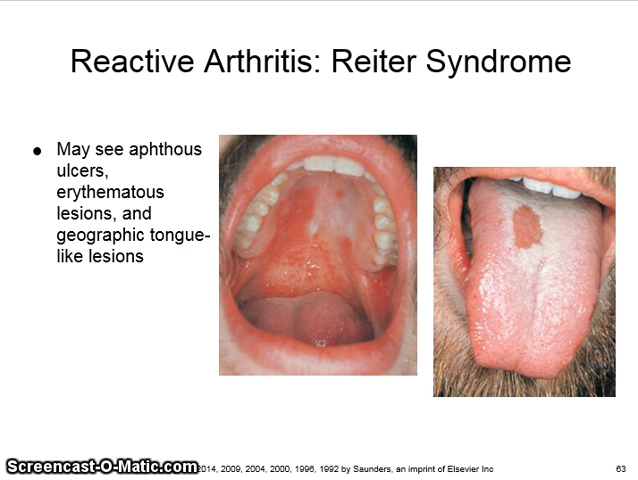 Reactive Arthritis: Reiter Syndrome
● May see aphthous
ulcers,
erythematous
lesions, and
geographic tongue-
like lesions
Screencast-O-Matic.com 2014, 2009, 2004, 2000, 1996, 1992 by Saunders, an imprint of Elsevier Inc
63